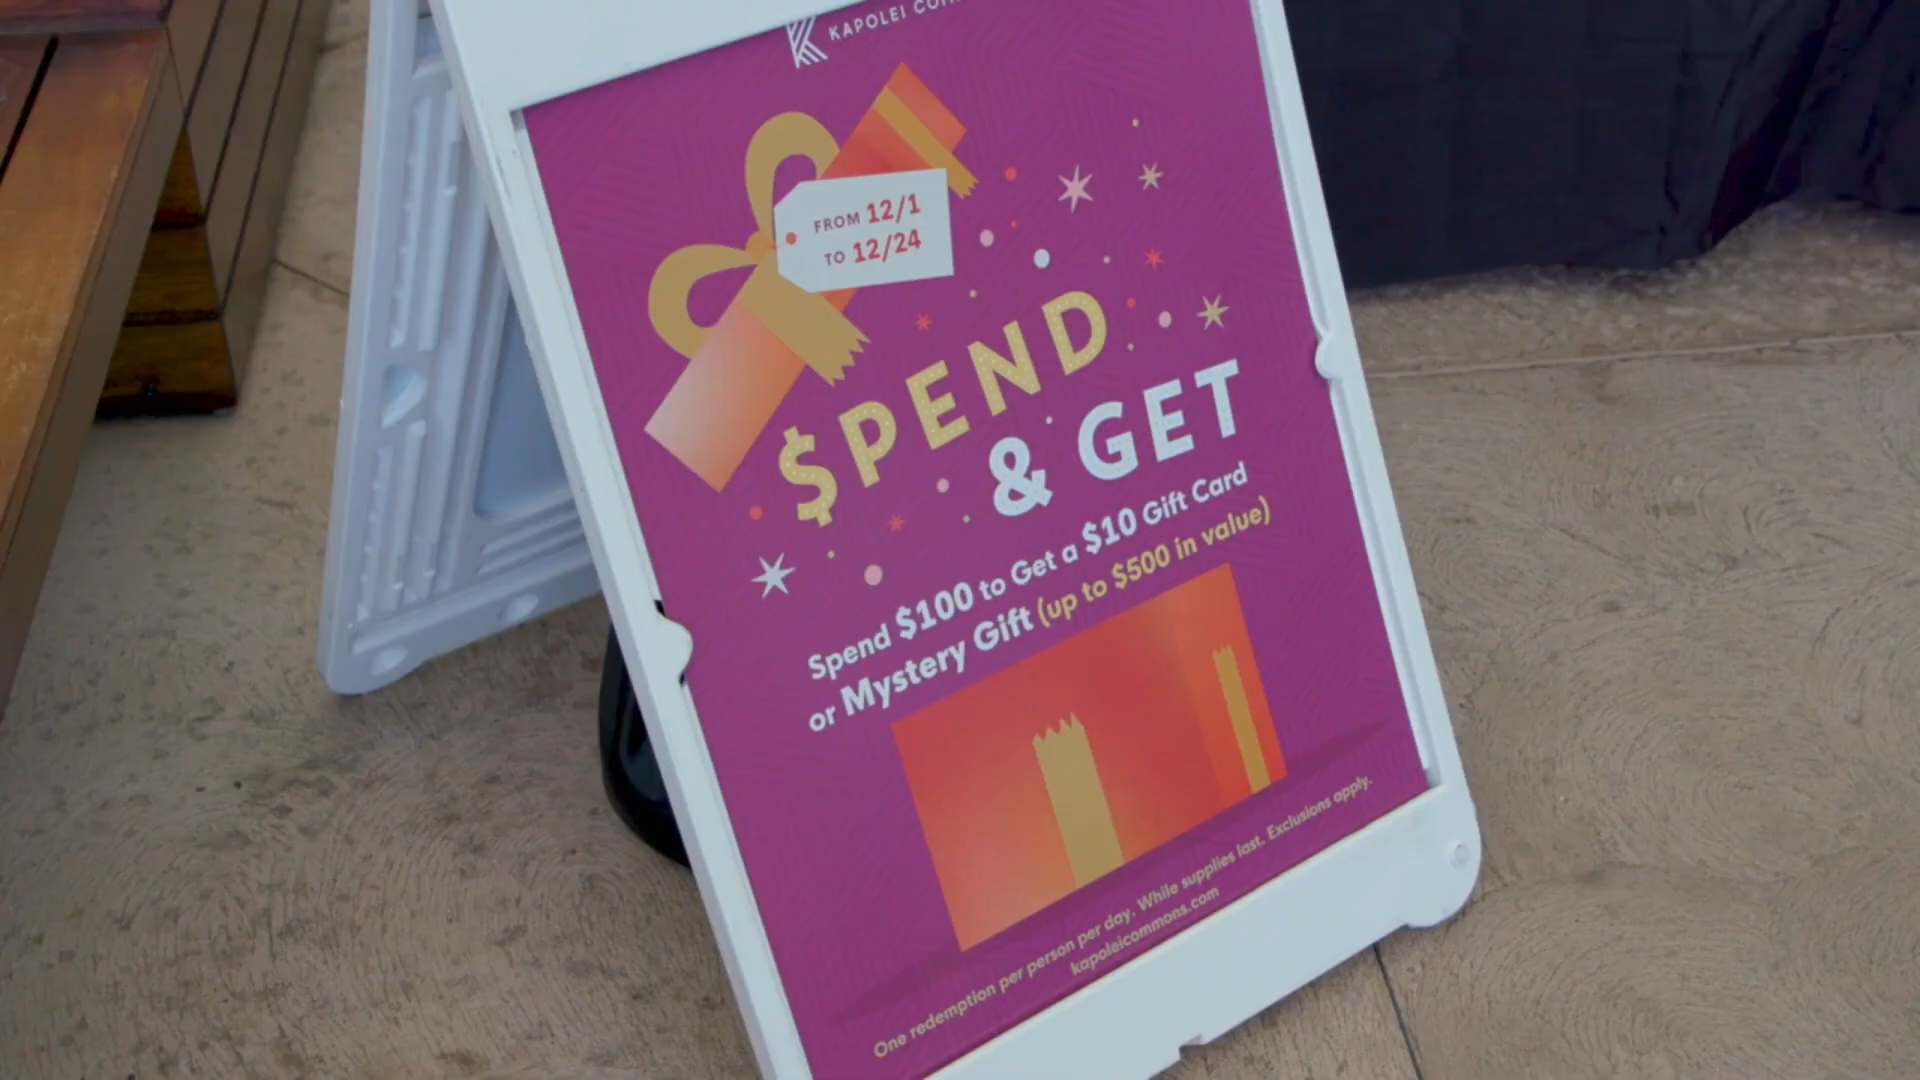 KAPOLEI
FROM 12/1
TO 12/24
$PEND
& GET
Spend $100 to Get a $10 Gift Card
or Mystery Gift (up to $500 in value)
One redemption per person per day. While supplies last. Exclusions apply.
kapoleicommons.com